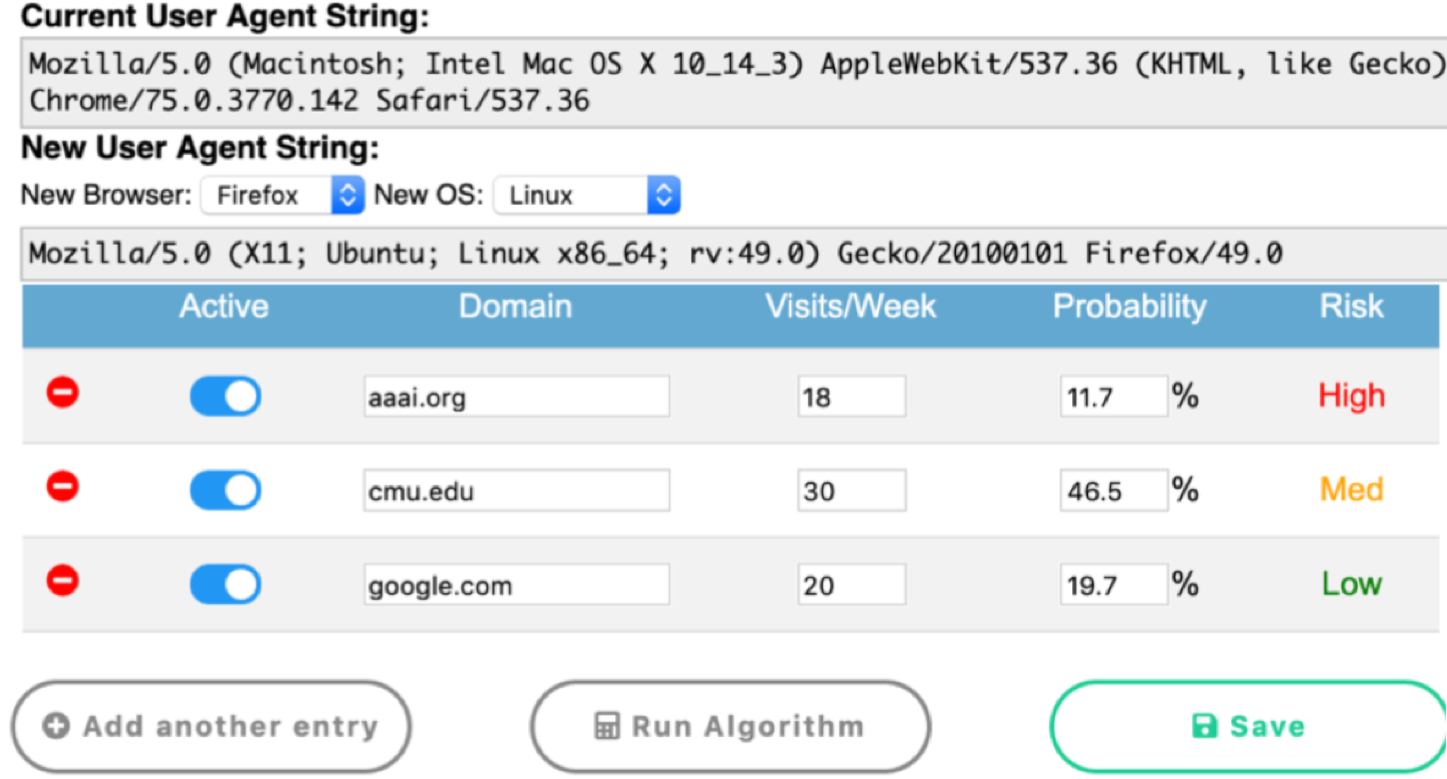 Current User Agent String:
Mozilla/5.0 (Macintosh; Intel Mac OS X 10_14_3) AppleWebKit/537.36 (KHTML, like Gecko)
Chrome/75.0.3770.142 Safari/537.36
New User Agent String:
New Browser: Firefox New OS: Linux
Mozilla/5.0 (X11; Ubuntu; Linux x86_64; rv:49.0) Gecko/20100101 Firefox/49.0
Active Domain Visits/Week Probability Risk
aaai.org 18 11.7 % High
cmu.edu 30 46.5 % Med
google.com 20 19.7 % Low
Add another entry Run Algorithm Save